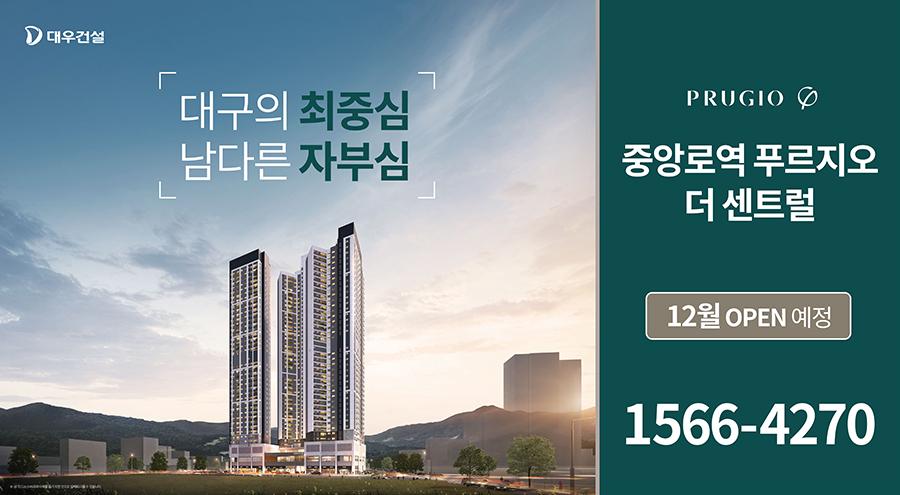 대우건설
대구의 최중심
남다른 자부심
PRUGIO
중앙로역 푸르지오
더 센트럴
12월 OPEN 예정
1566-4270